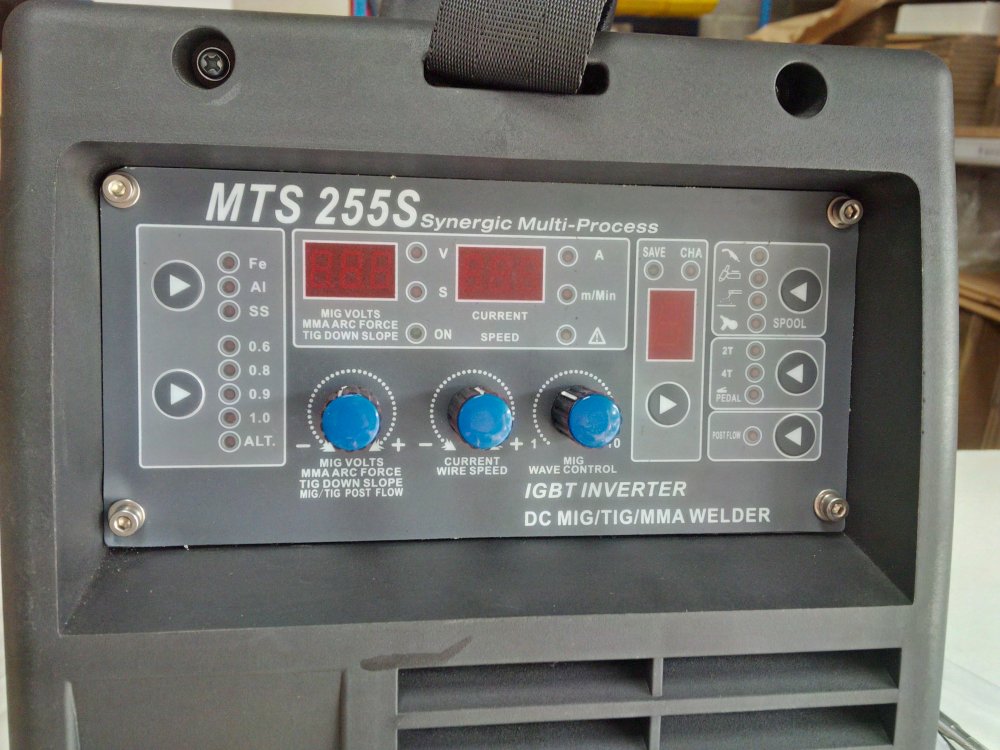 MTS 255S Synergic Multi-Process
Fe
Al
SS
0.6
0.8
0.9
1.0
ALT.
V
S
MIG VOLTS
MMA ARC FORCE
TIG DOWN SLOPE
ON
A
m/Min
CURRENT
SPEED
SAVE CHA
SPOOL
2T
4T
PEDAL
POST FLOW
- +
MIG VOLTS
MMA ARC FORCE
TIG DOWN SLOPE
MIG/TIG POST FLOW
- +
CURRENT
WIRE SPEED
1 10
MIG
WAVE CONTROL
IGBT INVERTER
DC MIG/TIG/MMA WELDER